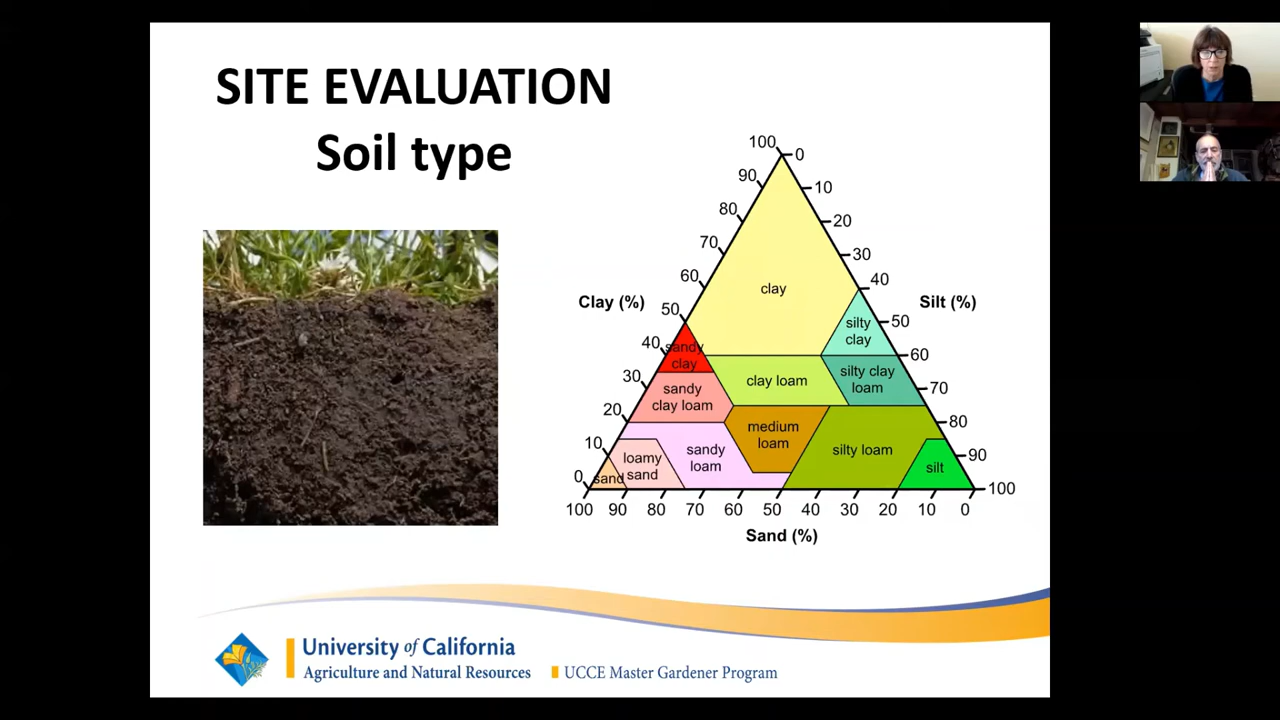 SITE EVALUATION
Soil type
100
0
90
10
80
20
70
30
60
40
Clay (%)
Silt (%)
50
50
40
60
30
70
20
80
10
90
0
100
clay
silty
clay
sandy
clay
clay loam
silty clay
loam
sandy
clay loam
medium
loam
sandy
loam
silty loam
loamy
sand
sand
silt
100 90 80 70 60 50 40 30 20 10 0
Sand (%)
University of California
Agriculture and Natural Resources
UCCE Master Gardener Program